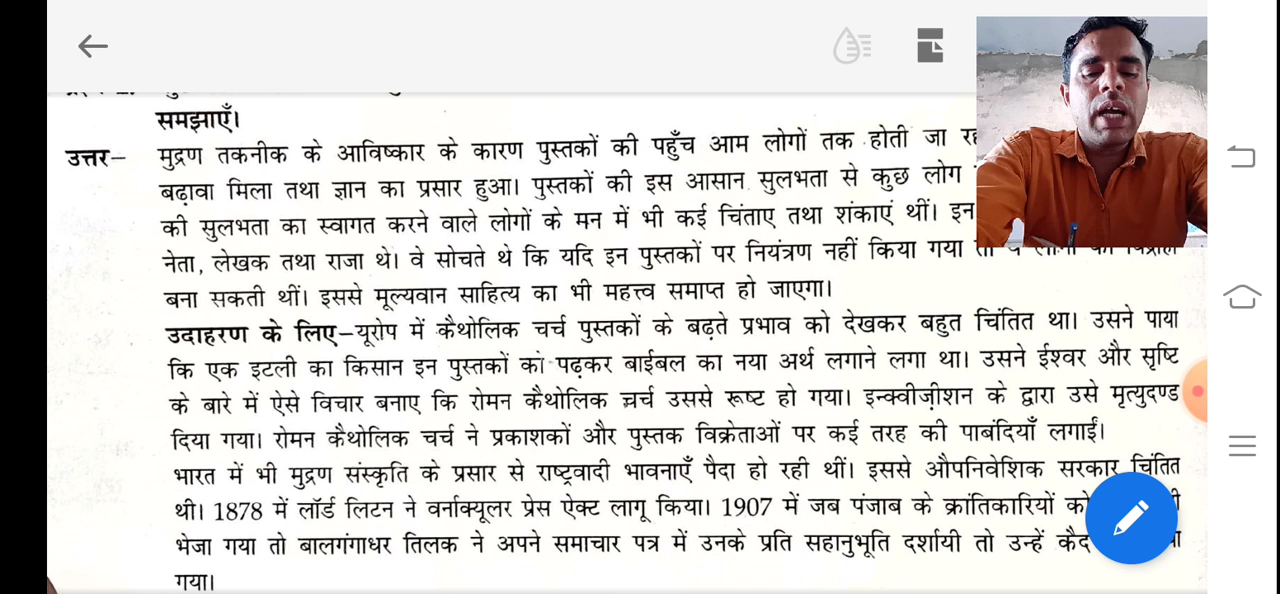 समझाएँ।
उत्तर– मुद्रण तकनीक के आविष्कार के कारण पुस्तकों की पहुँच आम लोगों तक होती जा
बढ़ावा मिला तथा ज्ञान का प्रसार हुआ। पुस्तकों की इस आसान सुलभता से कुछ लोग
की सुलभता का स्वागत करने वाले लोगों के मन में भी कई चिंताए तथा शंकाएं थीं। इन
नेता, लेखक तथा राजा थे। वे सोचते थे कि यदि इन पुस्तकों पर नियंत्रण नहीं किया गया
बना सकती थीं। इससे मूल्यवान साहित्य का भी महत्त्व समाप्त हो जाएगा।
उदाहरण के लिए–यूरोप में कैथोलिक चर्च पुस्तकों के बढ़ते प्रभाव को देखकर बहुत चिंतित था। उसने पाया
कि एक इटली का किसान इन पुस्तकों को पढ़कर बाईबल का नया अर्थ लगाने लगा था। उसने ईश्वर और सृष्टि
के बारे में ऐसे विचार बनाए कि रोमन कैथोलिक चर्च उससे रूष्ट हो गया। इन्क्वीज़ीशन के द्वारा उसे मृत्युदण्ड
दिया गया। रोमन कैथोलिक चर्च ने प्रकाशकों और पुस्तक विक्रेताओं पर कई तरह की पाबंदियाँ लगाईं।
भारत में भी मुद्रण संस्कृति के प्रसार से राष्ट्रवादी भावनाएँ पैदा हो रही थीं। इससे औपनिवेशिक सरकार चिंतित
थी। 1878 में लॉर्ड लिटन ने वर्नाक्यूलर प्रेस ऐक्ट लागू किया। 1907 में जब पंजाब के क्रांतिकारियों को
भेजा गया तो बालगंगाधर तिलक ने अपने समाचार पत्र में उनके प्रति सहानुभूति दर्शायी तो उन्हें कैद
गया।